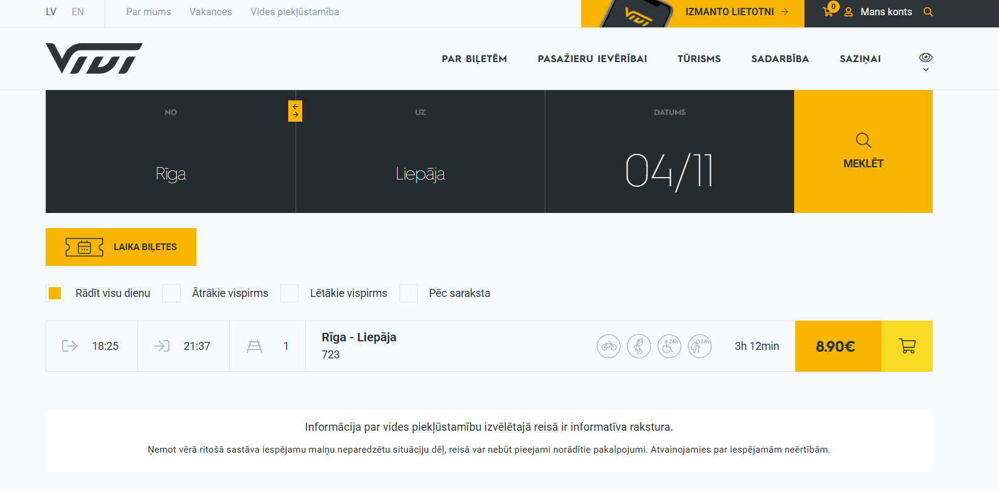 LV EN Par mums Vakances Vides piekļūstamība VIVI IZMANTO LIETOTNI 0 Mans konts
VIVI PAR BIĻETĒM PASAŽIERU IEVĒRĪBAI TŪRISMS SADARBĪBA SAZIŅAI
NO UZ DATUMS
Rīga Liepāja 04/11 MEKLĒT
LAIKA BIĻETES
Rādīt visu dienu Ātrākie vispirms Lētākie vispirms Pēc saraksta
18:25 21:37 1 Rīga - Liepāja 24h 24h 3h 12min 8.90€
723
Informācija par vides piekļūstamību izvēlētajā reisā ir informatīva rakstura.
Ņemot vērā ritošā sastāva iespējamu maiņu neparedzētu situāciju dēļ, reisā var nebūt pieejami norādītie pakalpojumi. Atvainojamies par iespējamām neērtībām.